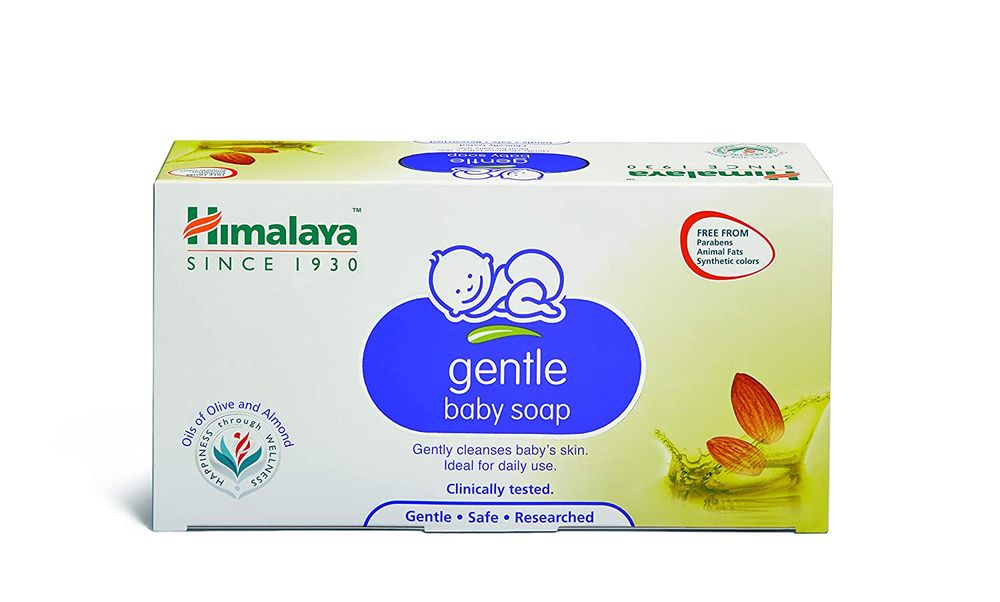 gentle
baby soap
SINCE 1930
Himalaya
Himalaya™
SINCE 1930
FREE FROM
Parabens
Animal Fats
Synthetic colors
gentle
baby soap
Oils of Olive and Almond
HAPPINESS through WELLNESS
Gently cleanses baby's skin.
Ideal for daily use.
Clinically tested.
Gentle • Safe • Researched